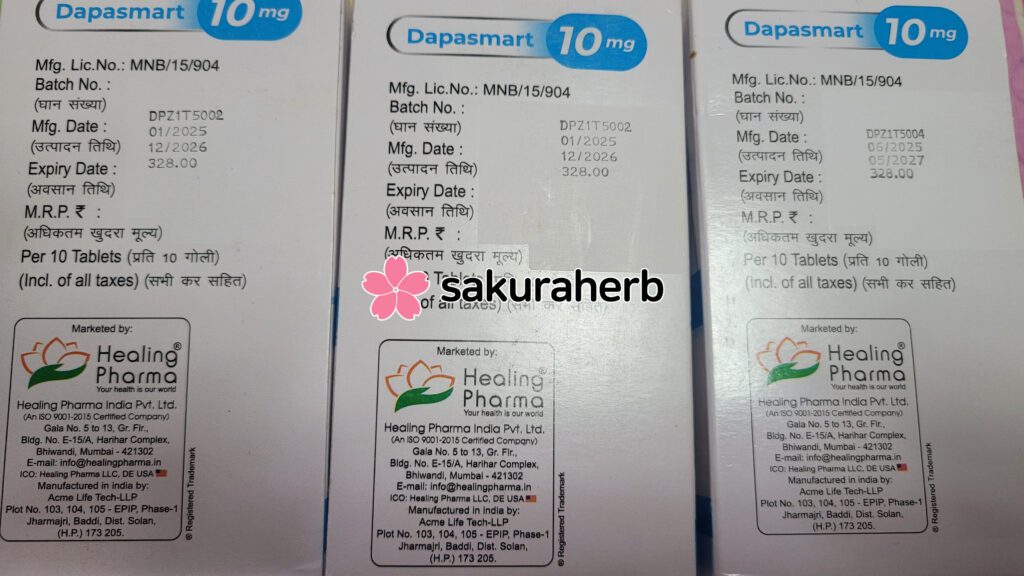 Dapasmart 10 mg
Mfg. Lic.No.: MNB/15/904
Batch No. :
(घान संख्या)
Mfg. Date :
(उत्पादन तिथि)
Expiry Date :
(अवसान तिथि)
M.R.P. ₹ :
(अधिकतम खुदरा मूल्य)
Per 10 Tablets (प्रति 10 गोली)
(Incl. of all taxes) (सभी कर सहित)
DPZ1T5002
01/2025
12/2026
328.00
Marketed by:
Healing®
Pharma
Your health is our world
Healing Pharma India Pvt. Ltd.
(An ISO 9001-2015 Certified Company)
Gala No. 5 to 13, Gr. Flr.,
Bldg. No. E-15/A, Harihar Complex,
Bhiwandi, Mumbai - 421302
E-mail: info@healingpharma.in
ICO: Healing Pharma LLC, DE USA
Manufactured in india by:
Acme Life Tech-LLP
Plot No. 103, 104, 105 - EPIP, Phase-1
Jharmajri, Baddi, Dist. Solan,
(H.P.) 173 205.
® Registered Trademark
Dapasmart 10 mg
Mfg. Lic.No.: MNB/15/904
Batch No. :
(घान संख्या)
Mfg. Date :
(उत्पादन तिथि)
Expiry Date :
(अवसान तिथि)
M.R.P. ₹ :
(अधिकतम खुदरा मूल्य)
of all taxes) (सभी कर
DPZ1T5002
01/2025
12/2026
328.00
sakuraherb
Marketed by:
Healing®
Pharma
Your health is our world
Healing Pharma India Pvt. Ltd.
(An ISO 9001-2015 Certified Company)
Gala No. 5 to 13, Gr. Flr.,
Bldg. No. E-15/A, Harihar Complex,
Bhiwandi, Mumbai - 421302
E-mail: info@healingpharma.in
ICO: Healing Pharma LLC, DE USA
Manufactured in india by:
Acme Life Tech-LLP
Plot No. 103, 104, 105 - EPIP, Phase-1
Jharmajri, Baddi, Dist. Solan,
(H.P.) 173 205.
® Registered Trademark
Dapasmart 10 mg
Mfg. Lic.No.: MNB/15/904
Batch No. :
(घान संख्या)
Mfg. Date :
(उत्पादन तिथि)
Expiry Date :
(अवसान तिथि)
M.R.P. ₹ :
(अधिकतम खुदरा मूल्य)
Per 10 Tablets (प्रति 10 गोली)
(Incl. of all taxes) (सभी कर सहित)
DPZ1T5004
06/2025
05/2027
328.00
Marketed by:
Healing®
Pharma
Your health is our world
Healing Pharma India Pvt. Ltd.
(An ISO 9001-2015 Certified Company)
Gala No. 5 to 13, Gr. Flr.,
Bldg. No. E-15/A, Harihar Complex,
Bhiwandi, Mumbai - 421302
E-mail: info@healingpharma.in
ICO: Healing Pharma LLC, DE USA
Manufactured in india by:
Acme Life Tech-LLP
Plot No. 103, 104, 105 - EPIP, Phase-1
Jharmajri, Baddi, Dist. Solan,
(H.P.) 173 205.
® Registered Trademark